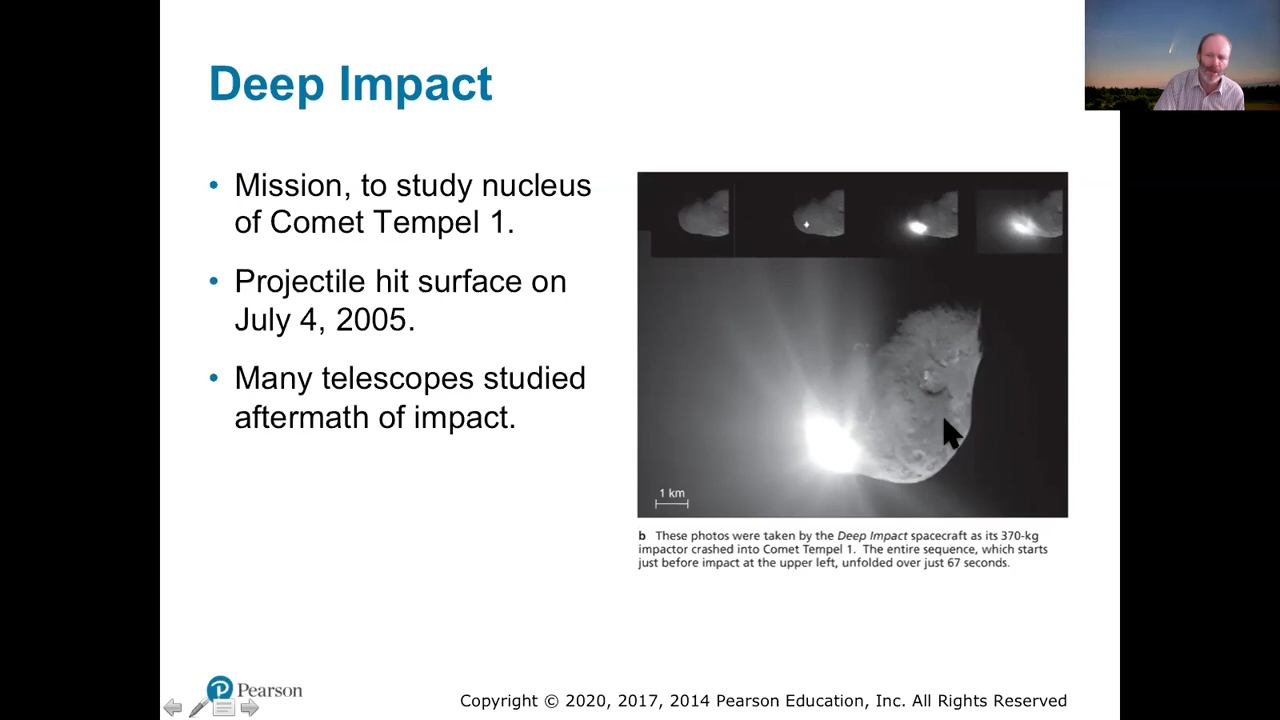 Deep Impact
• Mission, to study nucleus
of Comet Tempel 1.
• Projectile hit surface on
July 4, 2005.
• Many telescopes studied
aftermath of impact.
1 km
b These photos were taken by the Deep Impact spacecraft as its 370-kg
impactor crashed into Comet Tempel 1. The entire sequence, which starts
just before impact at the upper left, unfolded over just 67 seconds.
Pearson
Copyright © 2020, 2017, 2014 Pearson Education, Inc. All Rights Reserved